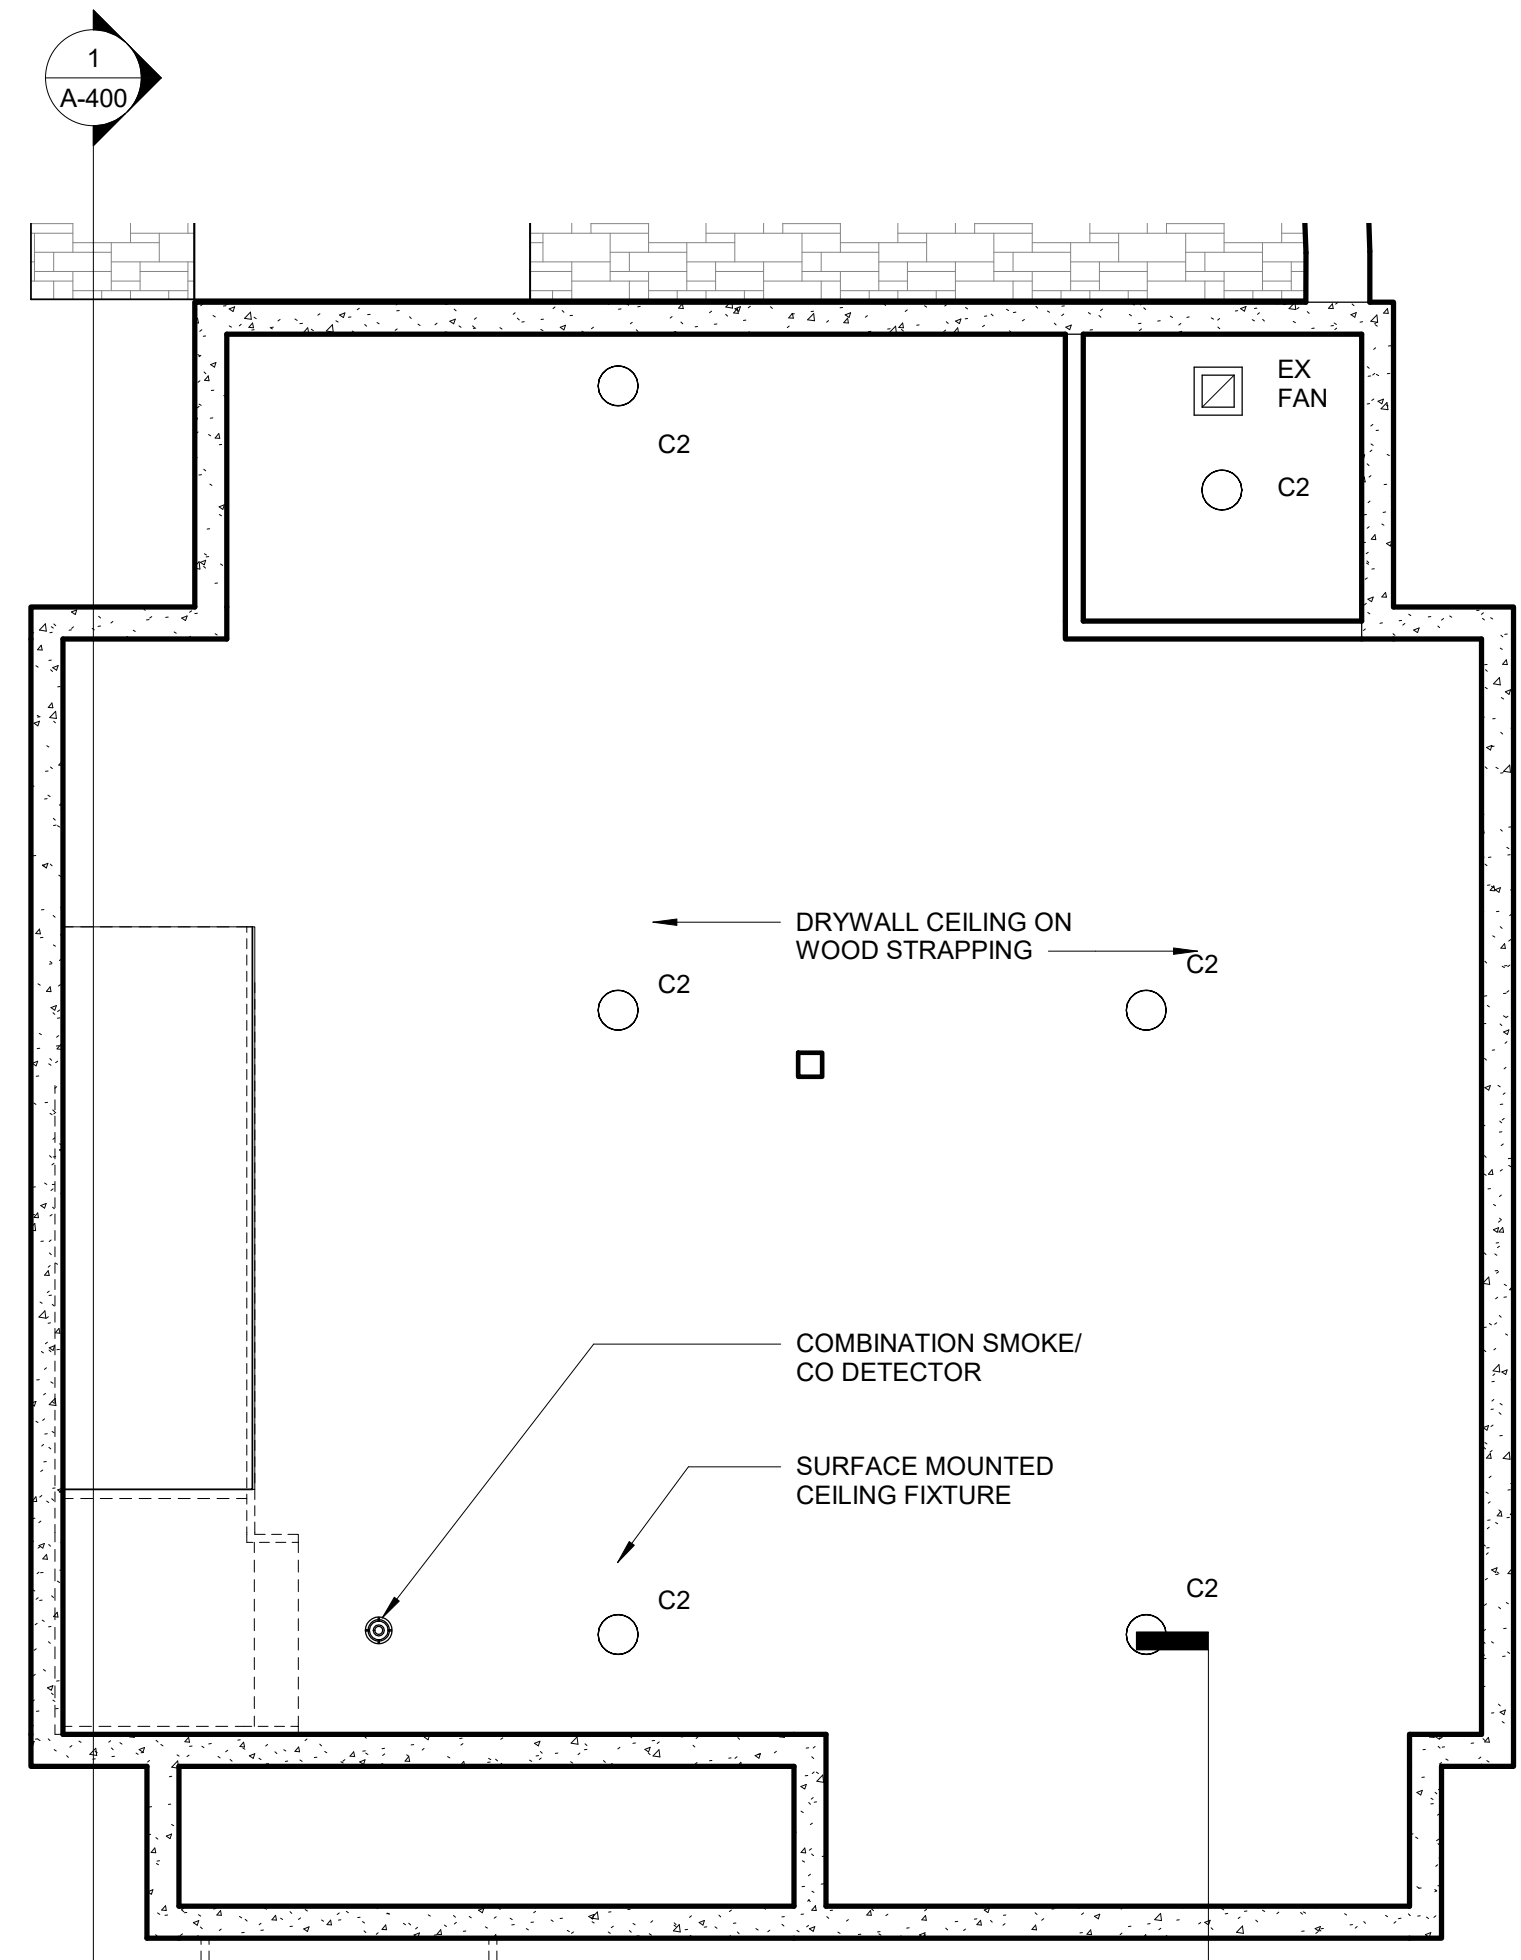 1
A-400
EX
FAN
C2
C2
DRYWALL CEILING ON
WOOD STRAPPING
C2
C2
COMBINATION SMOKE/
CO DETECTOR
SURFACE MOUNTED
CEILING FIXTURE
C2
C2